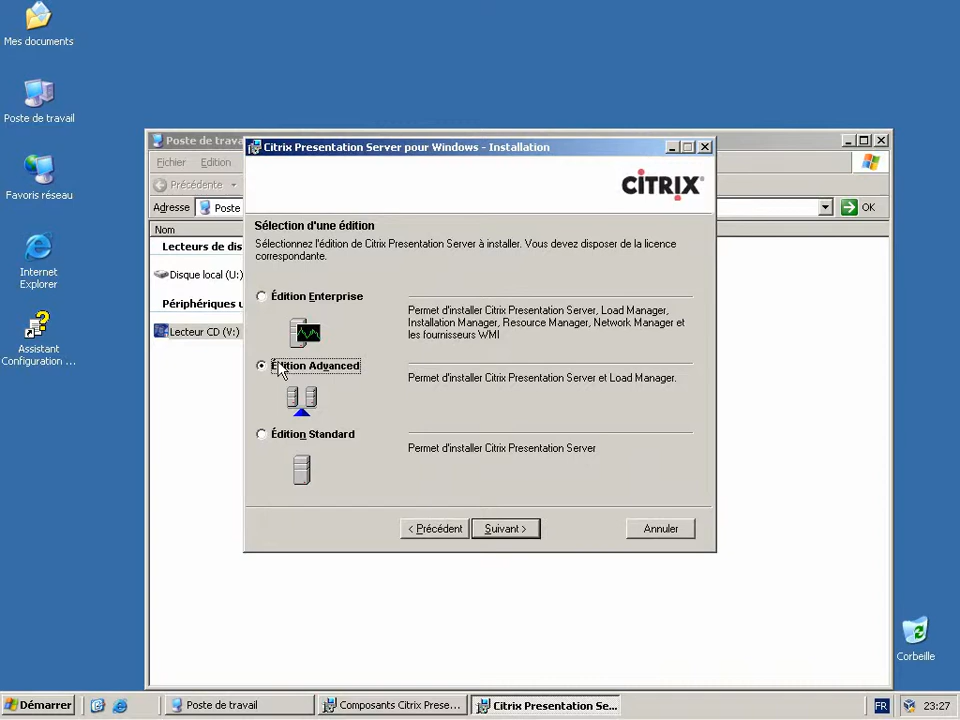 Mes documents
Poste de travail
Favoris réseau
Internet
Explorer
Assistant
Configuration ...
Poste de trava
Fichier Edition
Précédente
Adresse Poste OK
Nom
Lecteurs de dis
Disque local (U:)
Périphériques u
Lecteur CD (V:)
Citrix Presentation Server pour Windows - Installation
CITRIX
Sélection d'une édition
Sélectionnez l'édition de Citrix Presentation Server à installer. Vous devez disposer de la licence
correspondante.
Édition Enterprise
Permet d'installer Citrix Presentation Server, Load Manager,
Installation Manager, Resource Manager, Network Manager et
les fournisseurs WMI
Édition Advanced
Permet d'installer Citrix Presentation Server et Load Manager.
Édition Standard
Permet d'installer Citrix Presentation Server
< Précédent Suivant > Annuler
Corbeille
Démarrer Poste de travail Composants Citrix Prese... Citrix Presentation Se... FR 23:27